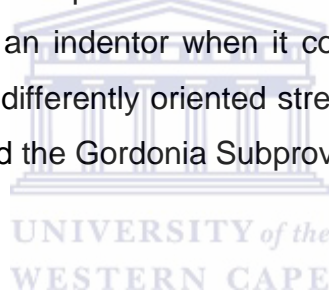 an indentor when it co
differently oriented stre
d the Gordonia Subprov
UNIVERSITY of the
WESTERN CAPE